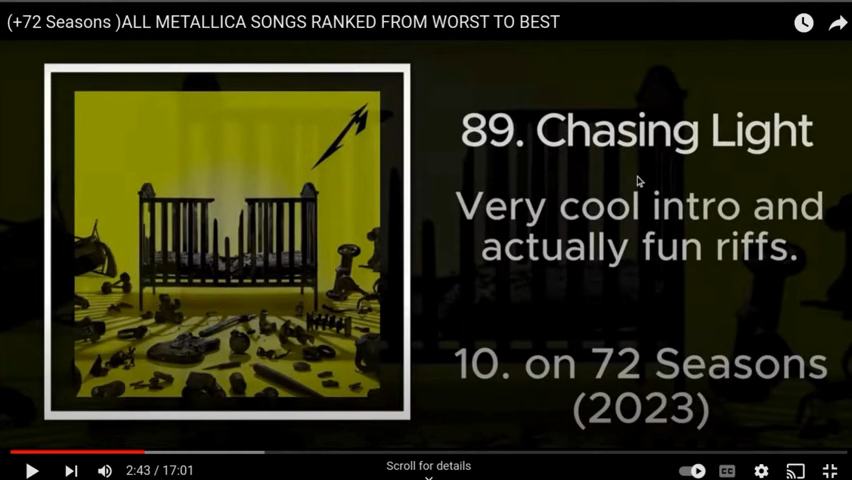 (+72 Seasons )ALL METALLICA SONGS RANKED FROM WORST TO BEST
89. Chasing Light
Very cool intro and
actually fun riffs.
10. on 72 Seasons
(2023)
2:43 / 17:01
Scroll for details